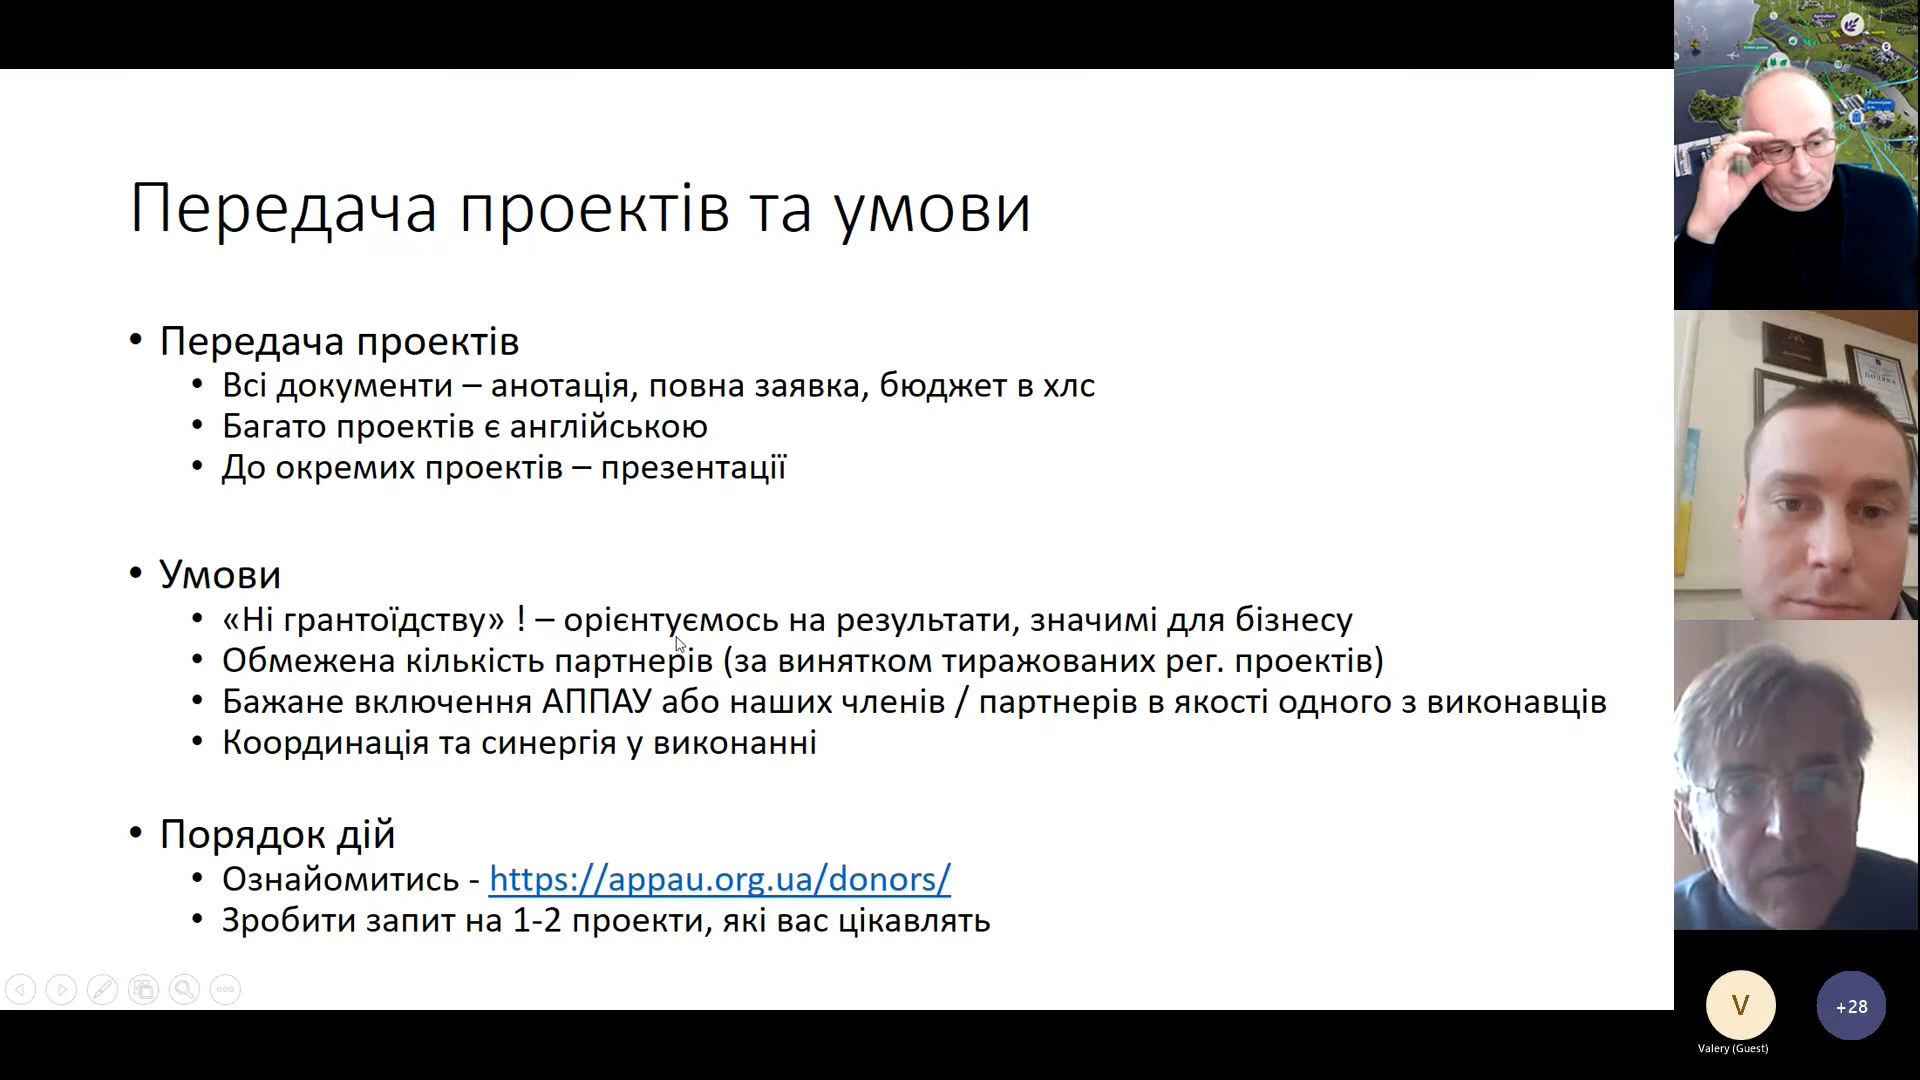 Передача проектів та умови
• Передача проектів
• Всі документи – анотація, повна заявка, бюджет в хлс
• Багато проектів є англійською
• До окремих проектів – презентації
• Умови
• «Ні грантоїдству» ! – орієнтуємось на результати, значимі для бізнесу
• Обмежена кількість партнерів (за винятком тиражованих рег. проектів)
• Бажане включення АППАУ або наших членів / партнерів в якості одного з виконавців
• Координація та синергія у виконанні
• Порядок дій
• Ознайомитись - https://appau.org.ua/donors/
• Зробити запит на 1-2 проекти, які вас цікавлять
ПОДЯКА
V
+28
Valery (Guest)